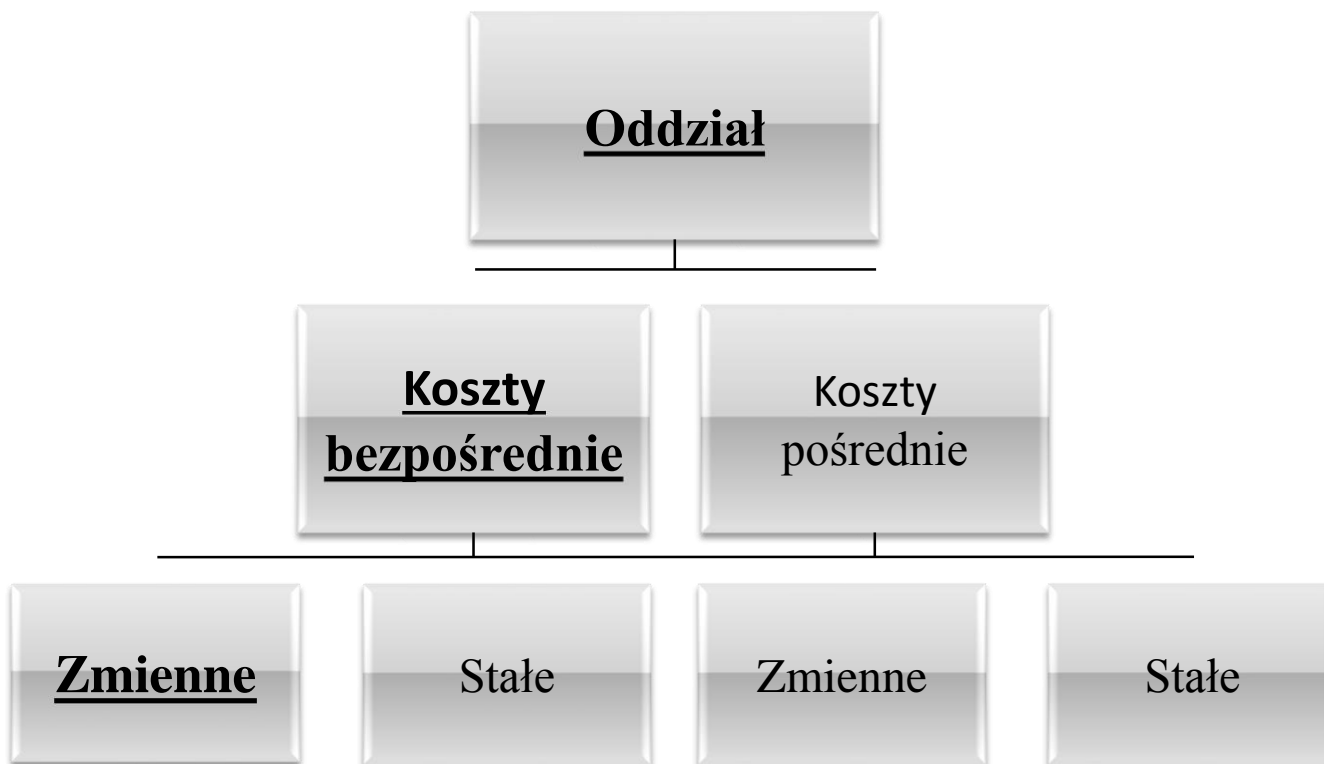 Oddział
Koszty
bezpośrednie
Koszty
pośrednie
Zmienne
Stałe
Zmienne
Stałe